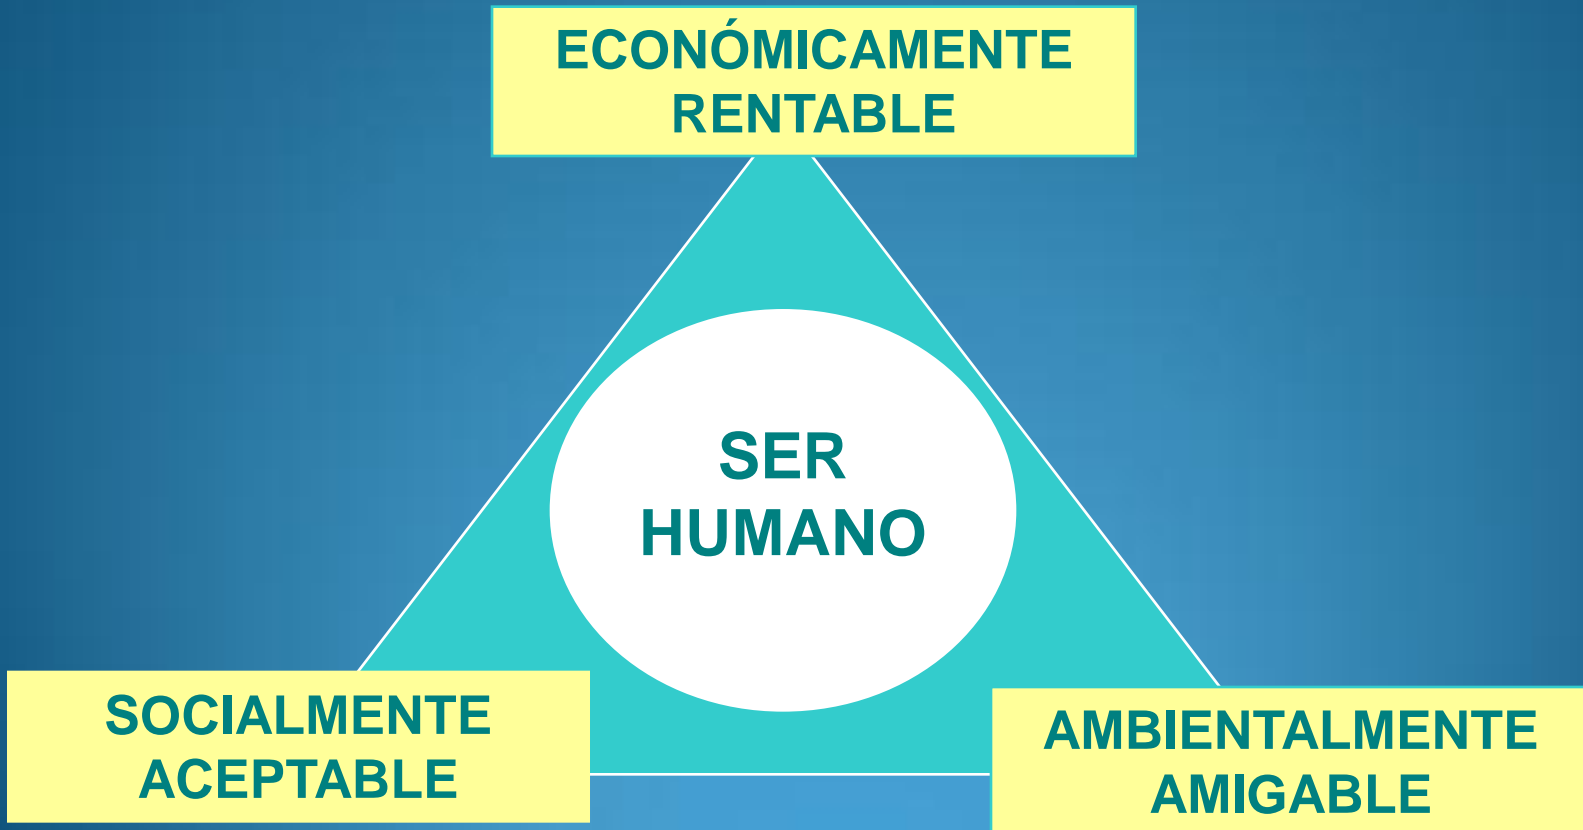 ECONÓMICAMENTE
RENTABLE
SER
HUMANO
SOCIALMENTE
ACEPTABLE
AMBIENTALMENTE
AMIGABLE